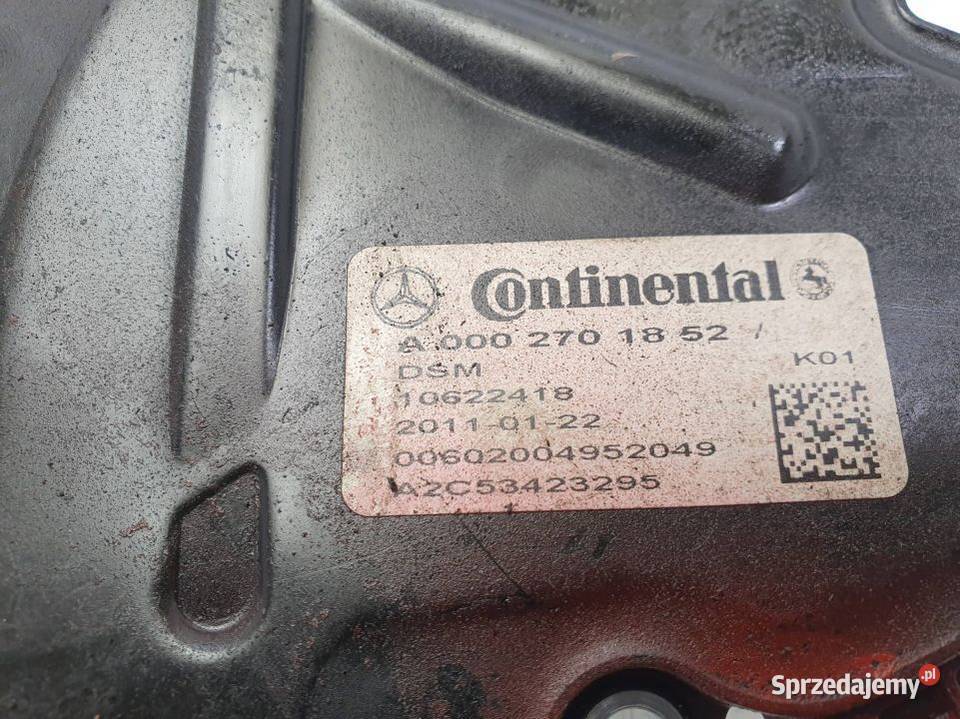 Continental
A 000 270 18 52 /
DSM
K01
10622418
2011-01-22
00602004952049
A2C53423295
Sprzedajemy.pl